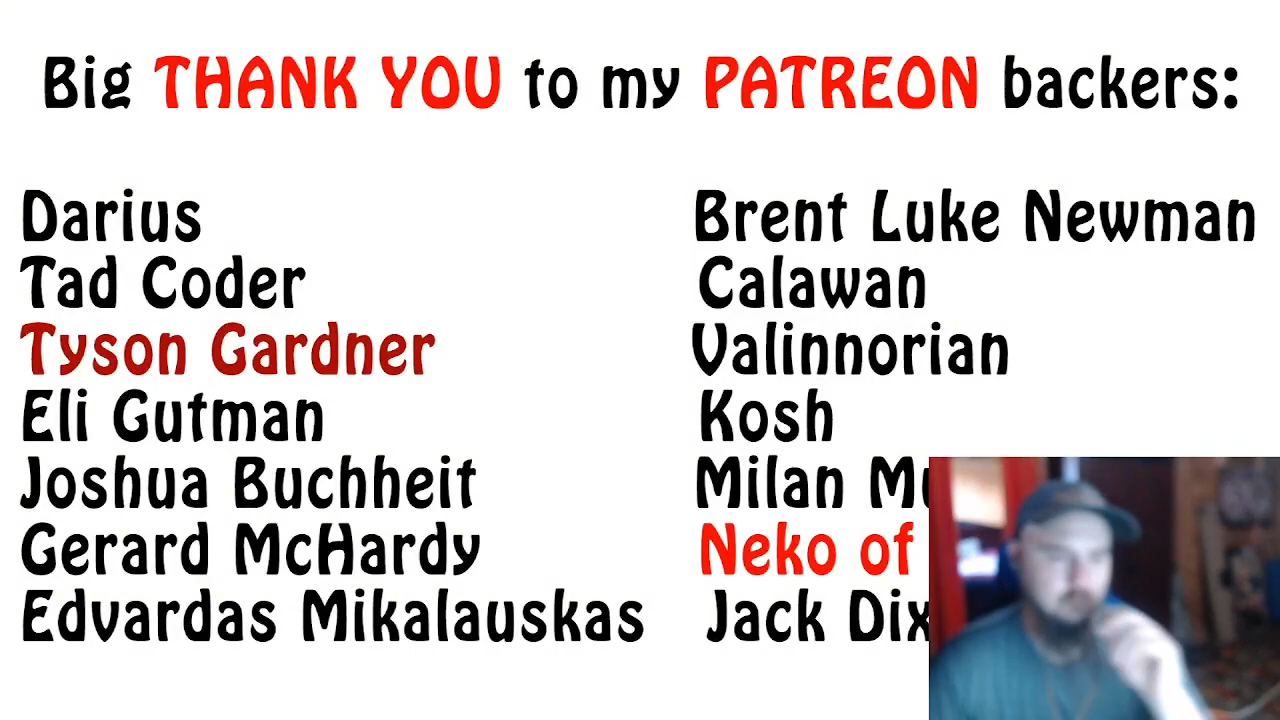 Big THANK YOU to my PATREON backers:
Darius
Tad Coder
Tyson Gardner
Eli Gutman
Joshua Buchheit
Gerard McHardy
Edvardas Mikalauskas
Brent Luke Newman
Calawan
Valinnorian
Kosh
Milan
Neko of
Jack